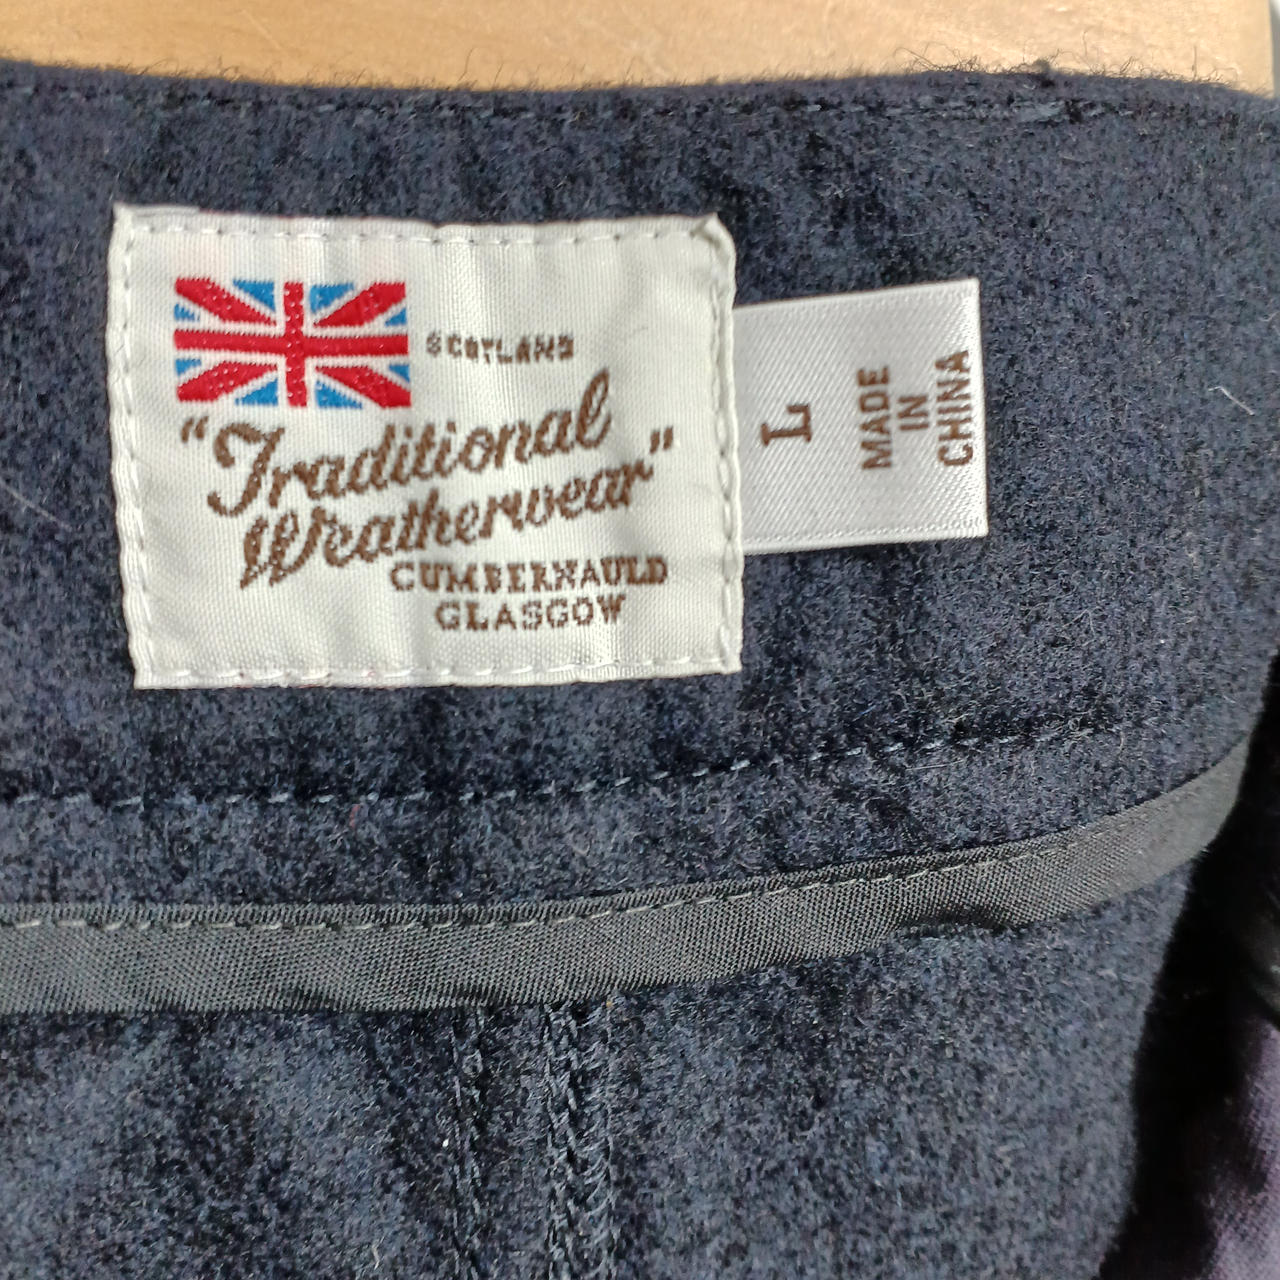 SCOTLAND
"Traditional
Weatherwear"
CUMBERNAULD
GLASGOW
L
MADE
IN
CHINA